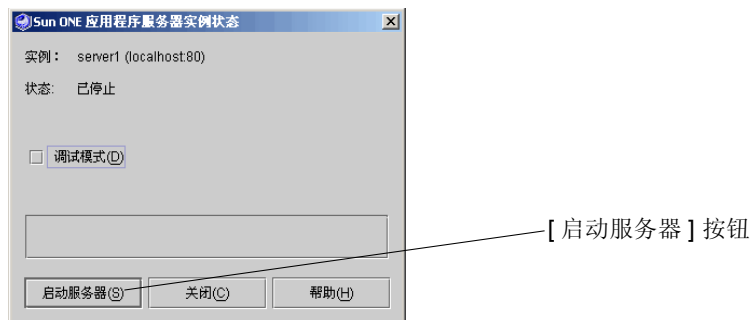 Sun ONE 应用程序服务器实例状态
实例： server1 (localhost:80)
状态: 已停止
调试模式(D)
[ 启动服务器 ] 按钮
启动服务器(S) 关闭(C) 帮助(H)